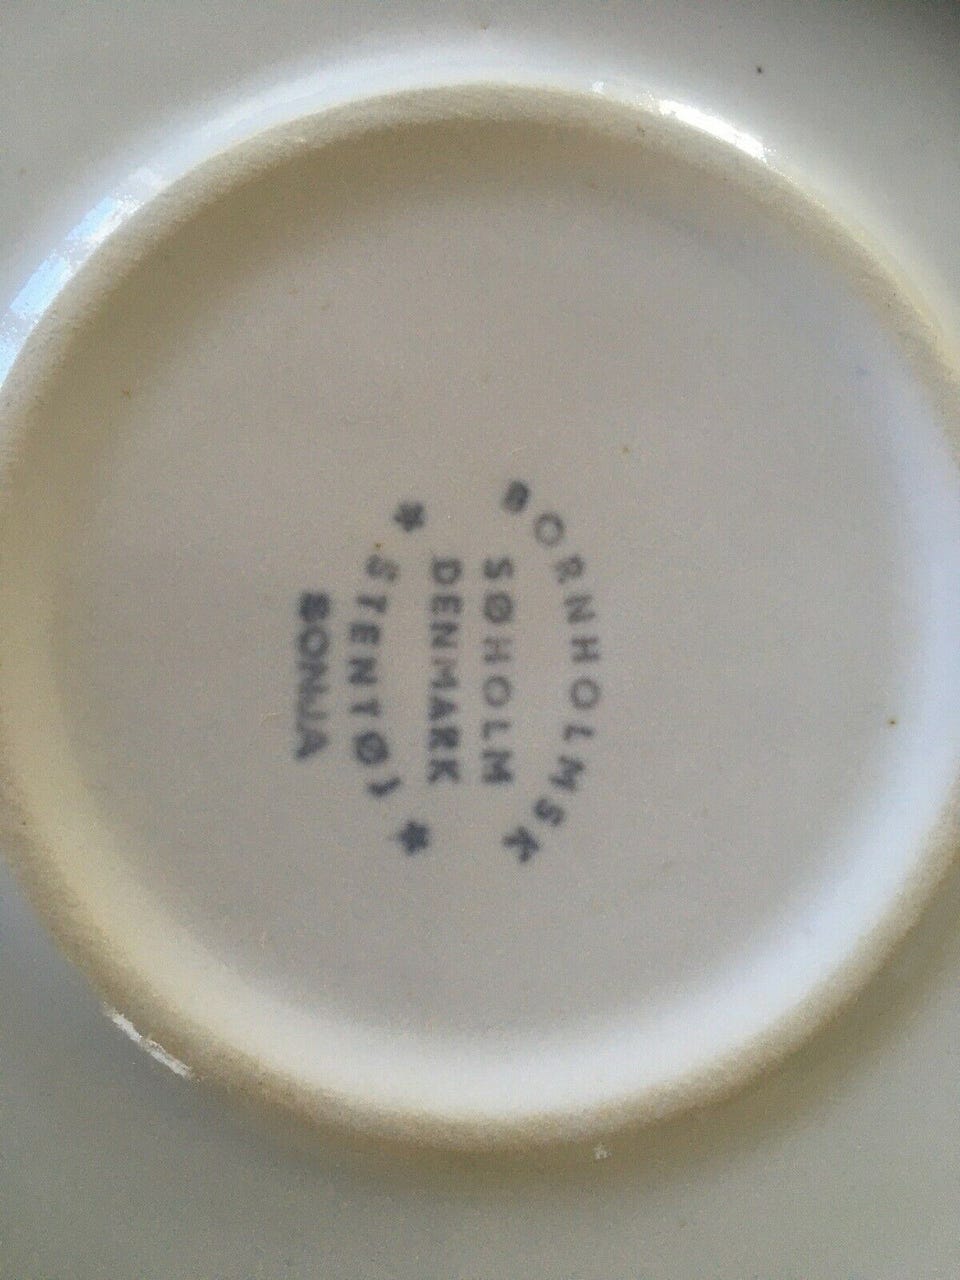 BORNHOLMSK
SØHOLM
DENMARK
★ STENTØJ ★
SONJA